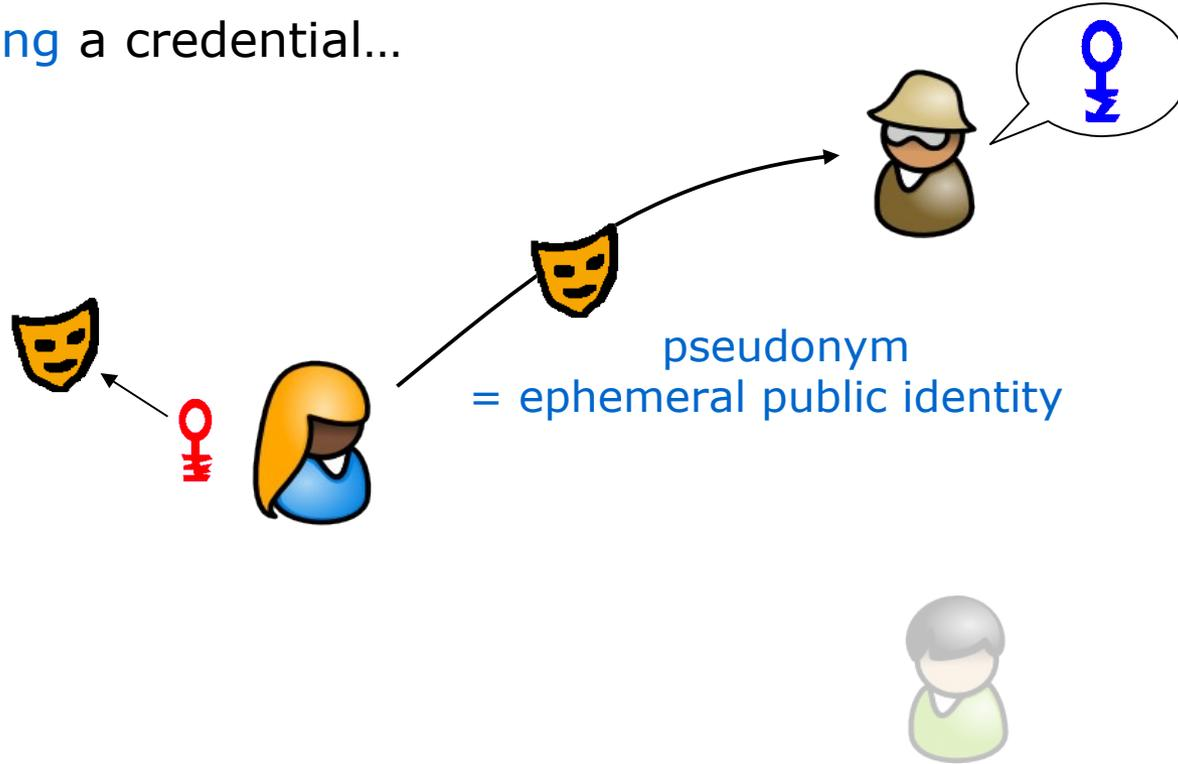 ng a credential…
pseudonym
= ephemeral public identity